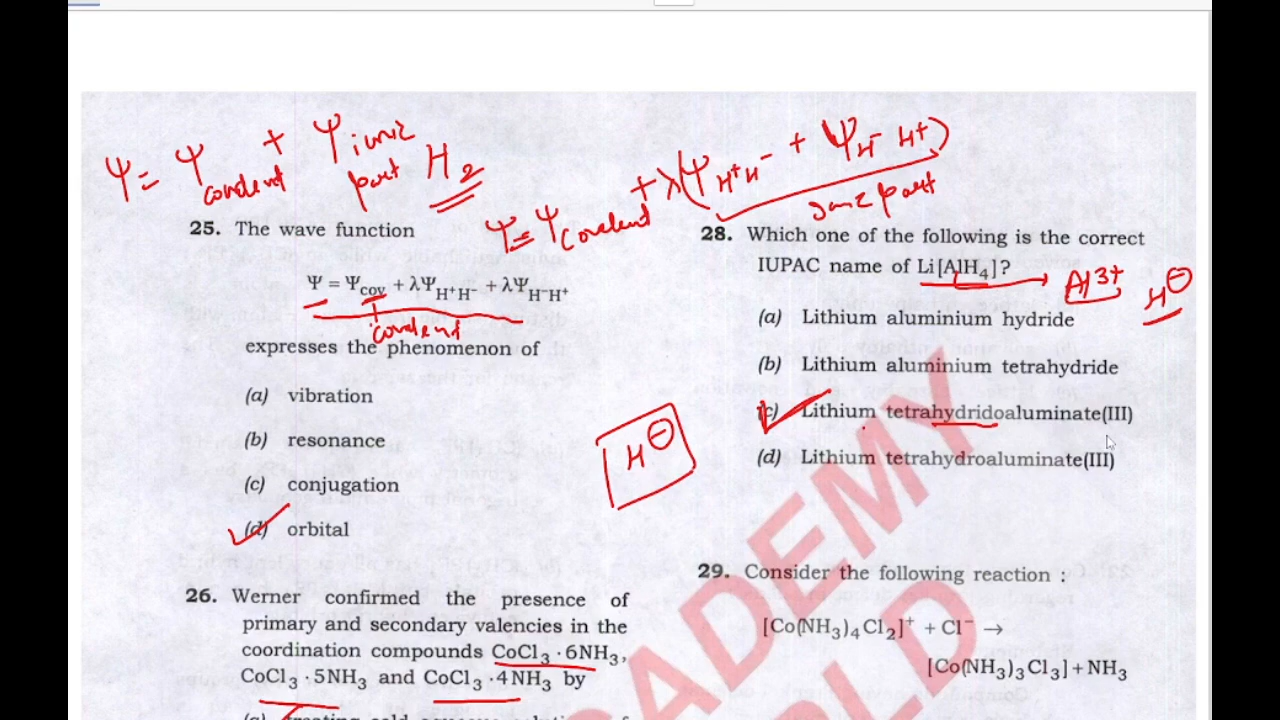 Ψ = Ψcovalent + Ψionic part H2
Ψ = Ψcovalent + λ(ΨH+H- + ΨH-H+)
25. The wave function
Ψ = Ψcov + λΨH+H− + λΨH−H+
covalent
expresses the phenomenon of
(a) vibration
(b) resonance
(c) conjugation
(d) orbital
26. Werner confirmed the presence of
primary and secondary valencies in the
coordination compounds CoCl3 · 6NH3,
CoCl3 · 5NH3 and CoCl3 · 4NH3 by
H⊖
part
28. Which one of the following is the correct
IUPAC name of Li[AlH4]?
Al3+ H⊖
(a) Lithium aluminium hydride
(b) Lithium aluminium tetrahydride
(c) Lithium tetrahydridoaluminate(III)
(d) Lithium tetrahydroaluminate(III)
29. Consider the following reaction :
[Co(NH3)4Cl2]+ + Cl− →
[Co(NH3)3Cl3] + NH3
ADEMY